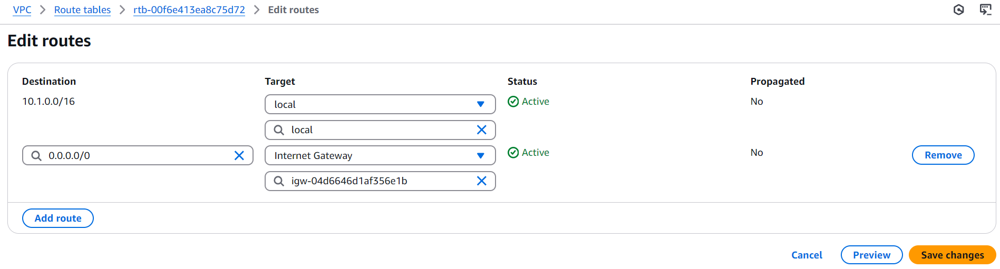 VPC > Route tables > rtb-00f6e413ea8c75d72 > Edit routes
Edit routes
Destination Target Status Propagated
10.1.0.0/16 local Active No
local
0.0.0.0/0 Internet Gateway Active No Remove
igw-04d6646d1af356e1b
Add route
Cancel Preview Save changes